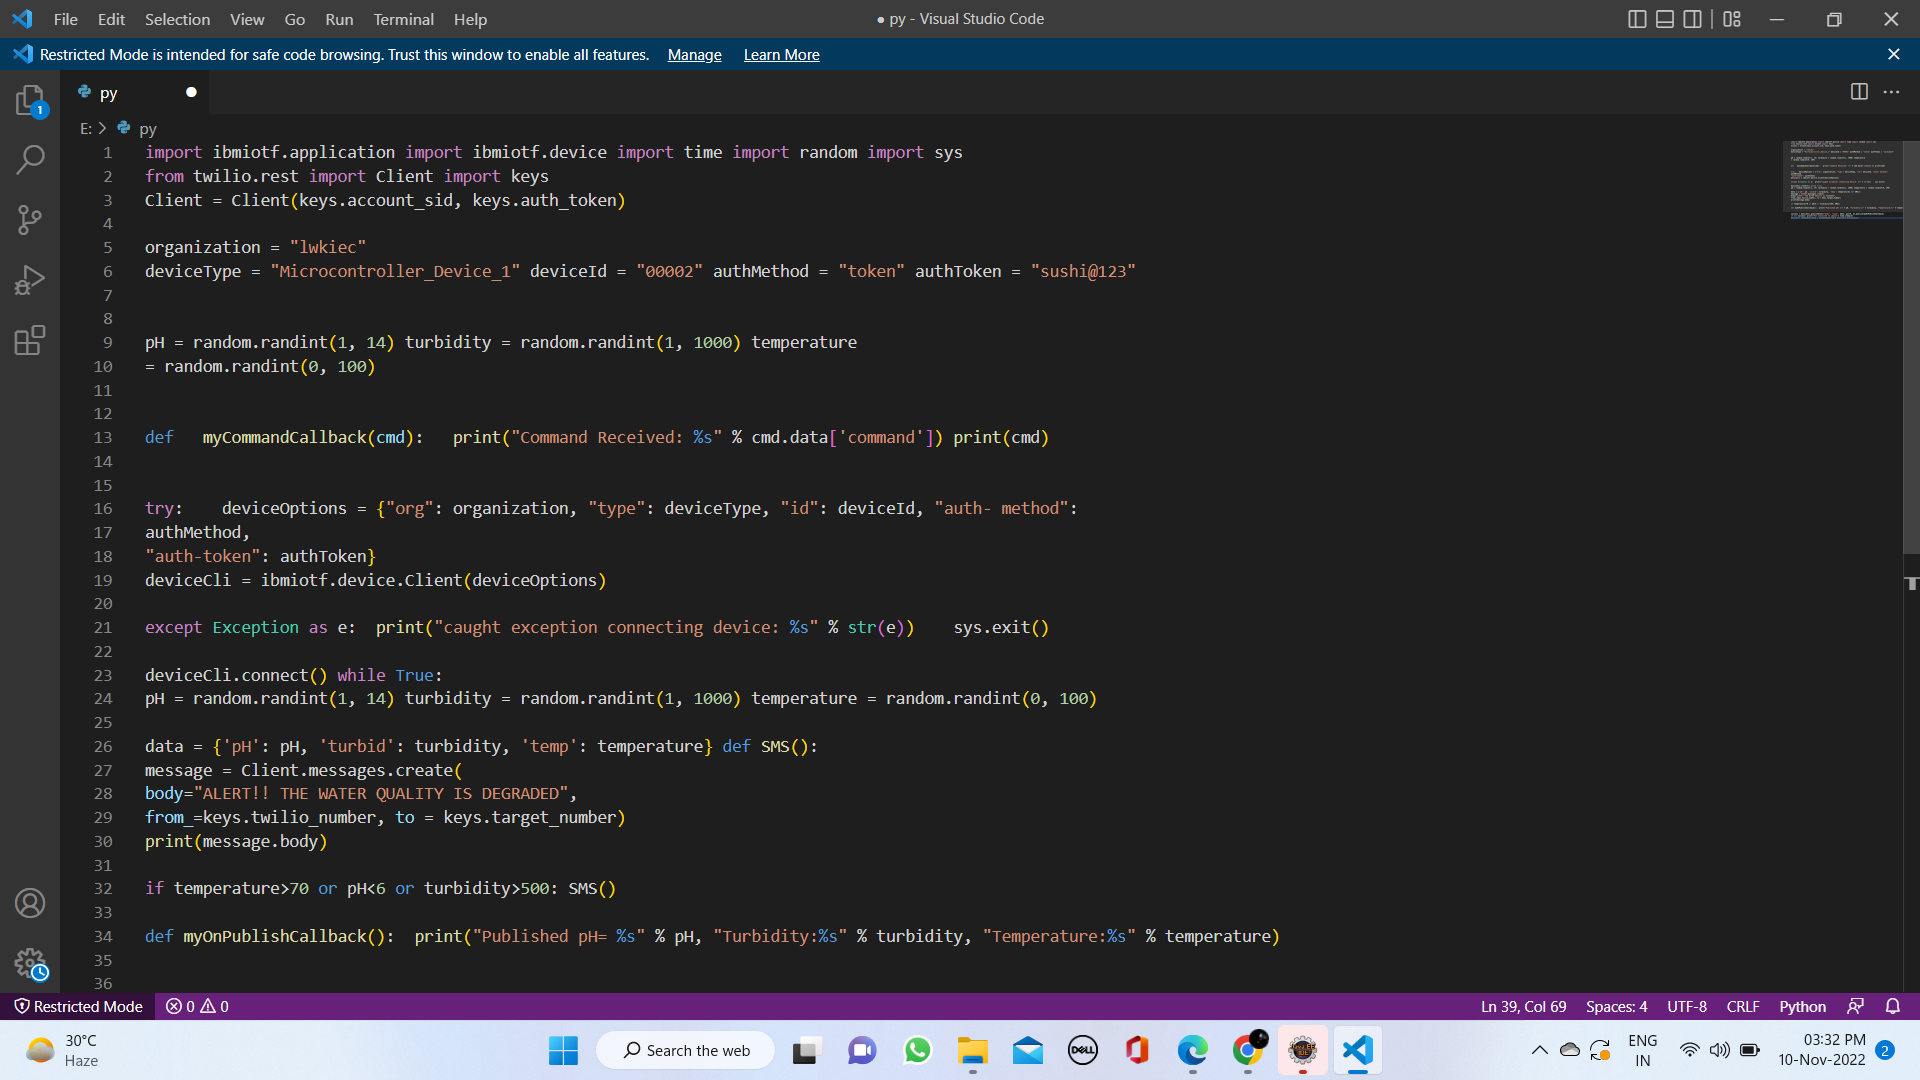 File Edit Selection View Go Run Terminal Help
● py - Visual Studio Code
Restricted Mode is intended for safe code browsing. Trust this window to enable all features. Manage Learn More
1
py
E: > py
1 import ibmiotf.application import ibmiotf.device import time import random import sys
2 from twilio.rest import Client import keys
3 Client = Client(keys.account_sid, keys.auth_token)
4
5 organization = "lwkiec"
6 deviceType = "Microcontroller_Device_1" deviceId = "00002" authMethod = "token" authToken = "sushi@123"
7
8
9 pH = random.randint(1, 14) turbidity = random.randint(1, 1000) temperature
10 = random.randint(0, 100)
11
12
13 def   myCommandCallback(cmd):   print("Command Received: %s" % cmd.data['command']) print(cmd)
14
15
16 try:    deviceOptions = {"org": organization, "type": deviceType, "id": deviceId, "auth- method":
17 authMethod,
18 "auth-token": authToken}
19 deviceCli = ibmiotf.device.Client(deviceOptions)
20
21 except Exception as e:  print("caught exception connecting device: %s" % str(e))    sys.exit()
22
23 deviceCli.connect() while True:
24 pH = random.randint(1, 14) turbidity = random.randint(1, 1000) temperature = random.randint(0, 100)
25
26 data = {'pH': pH, 'turbid': turbidity, 'temp': temperature} def SMS():
27 message = Client.messages.create(
28 body="ALERT!! THE WATER QUALITY IS DEGRADED",
29 from_=keys.twilio_number, to = keys.target_number)
30 print(message.body)
31
32 if temperature>70 or pH<6 or turbidity>500: SMS()
33
34 def myOnPublishCallback():  print("Published pH= %s" % pH, "Turbidity:%s" % turbidity, "Temperature:%s" % temperature)
35
36
Restricted Mode 0 0
Ln 39, Col 69 Spaces: 4 UTF-8 CRLF Python
30°C
Haze
Search the web
DELL
ENG
IN
03:32 PM
10-Nov-2022
2